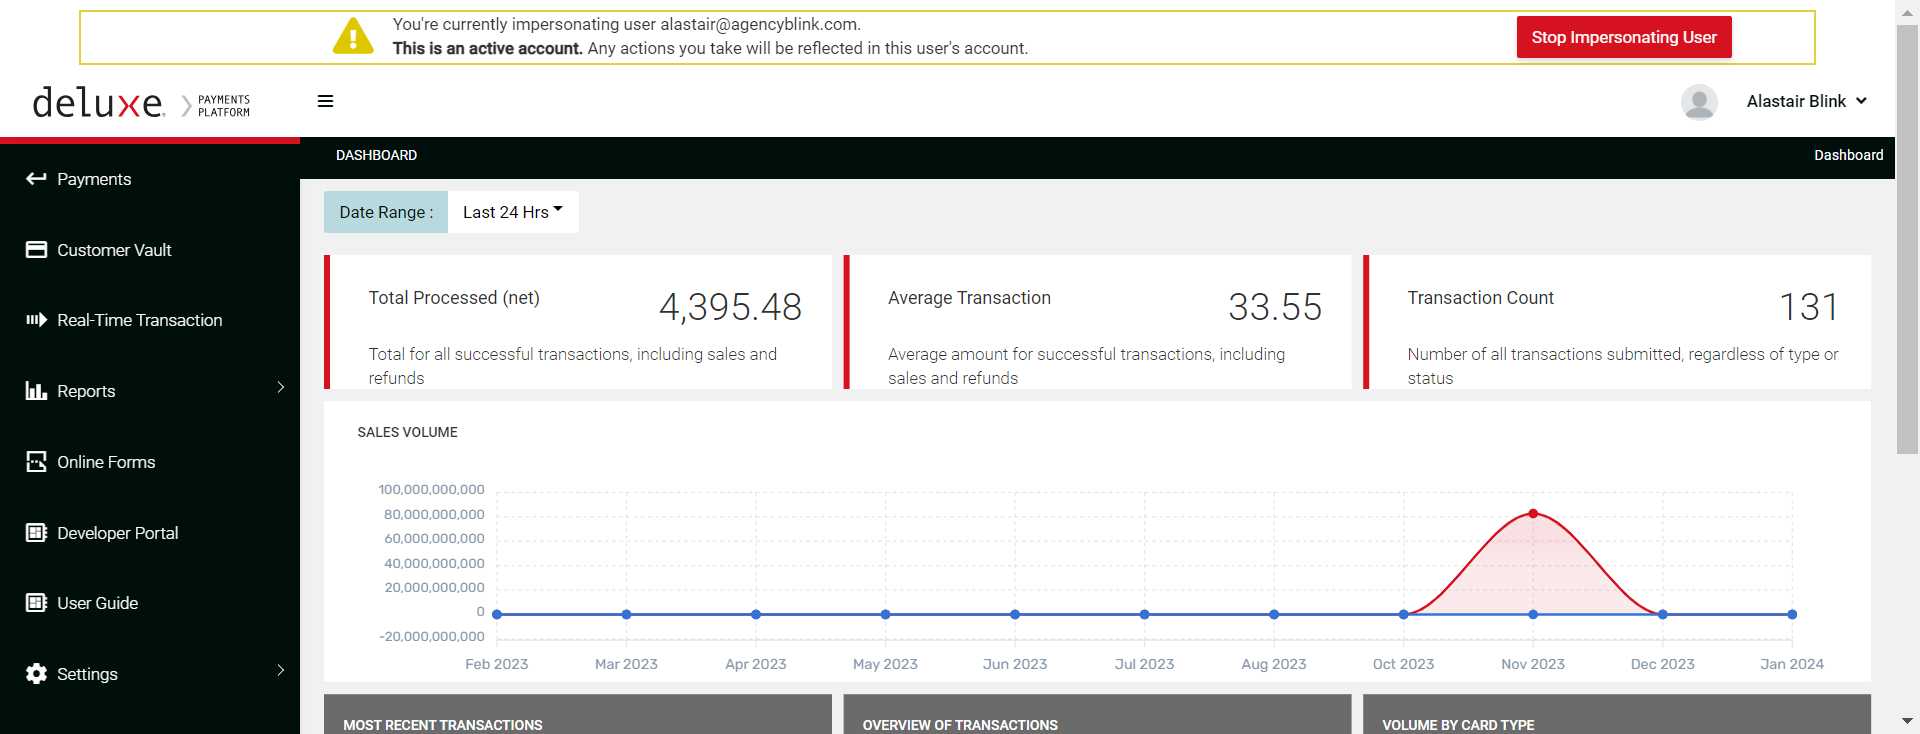 You're currently impersonating user alastair@agencyblink.com.
This is an active account. Any actions you take will be reflected in this user's account.
Stop Impersonating User
deluxe. PAYMENTS
PLATFORM
Alastair Blink
DASHBOARD
Dashboard
Payments
Customer Vault
Real-Time Transaction
Reports
Online Forms
Developer Portal
User Guide
Settings
Date Range :
Last 24 Hrs
Total Processed (net)
4,395.48
Total for all successful transactions, including sales and
refunds
Average Transaction
33.55
Average amount for successful transactions, including
sales and refunds
Transaction Count
131
Number of all transactions submitted, regardless of type or
status
SALES VOLUME
100,000,000,000
80,000,000,000
60,000,000,000
40,000,000,000
20,000,000,000
0
-20,000,000,000
Feb 2023 Mar 2023 Apr 2023 May 2023 Jun 2023 Jul 2023 Aug 2023 Oct 2023 Nov 2023 Dec 2023 Jan 2024
MOST RECENT TRANSACTIONS
OVERVIEW OF TRANSACTIONS
VOLUME BY CARD TYPE